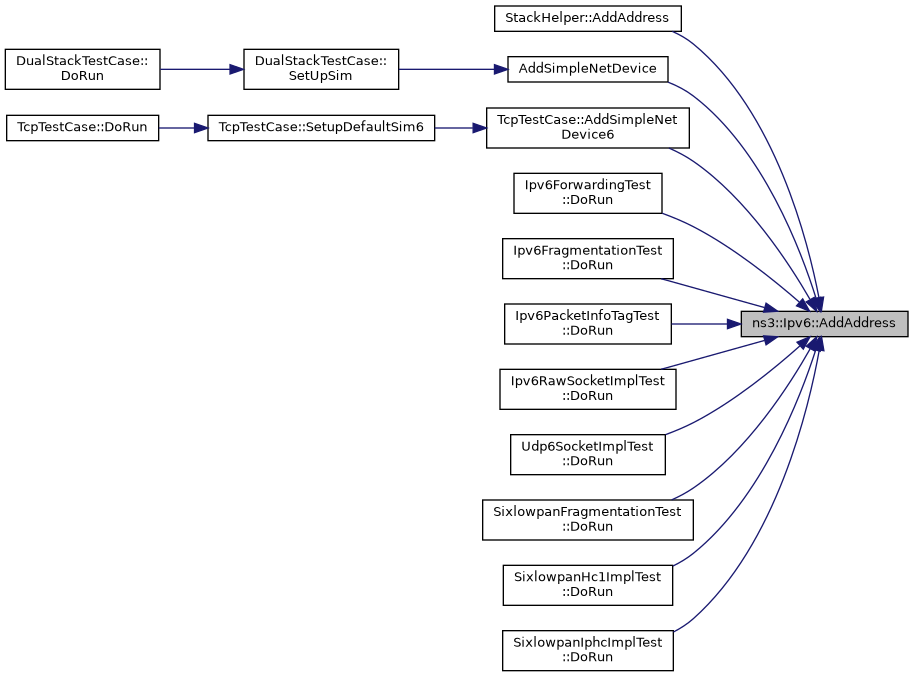 StackHelper::AddAddress
DualStackTestCase::
DoRun
DualStackTestCase::
SetUpSim
AddSimpleNetDevice
TcpTestCase::DoRun
TcpTestCase::SetupDefaultSim6
TcpTestCase::AddSimpleNet
Device6
Ipv6ForwardingTest
::DoRun
Ipv6FragmentationTest
::DoRun
Ipv6PacketInfoTagTest
::DoRun
ns3::Ipv6::AddAddress
Ipv6RawSocketImplTest
::DoRun
Udp6SocketImplTest
::DoRun
SixlowpanFragmentationTest
::DoRun
SixlowpanHc1ImplTest
::DoRun
SixlowpanIphcImplTest
::DoRun